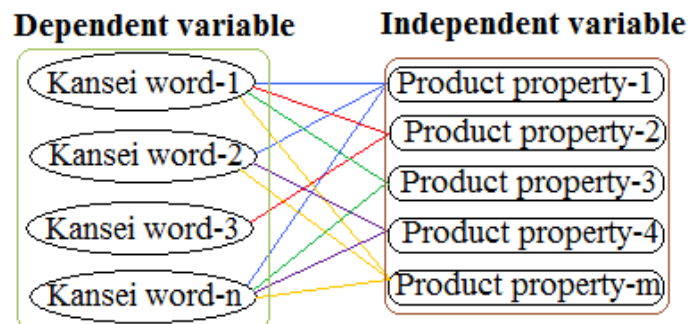 Dependent variable
Independent variable
Kansei word-1
Kansei word-2
Kansei word-3
Kansei word-n
Product property-1
Product property-2
Product property-3
Product property-4
Product property-m